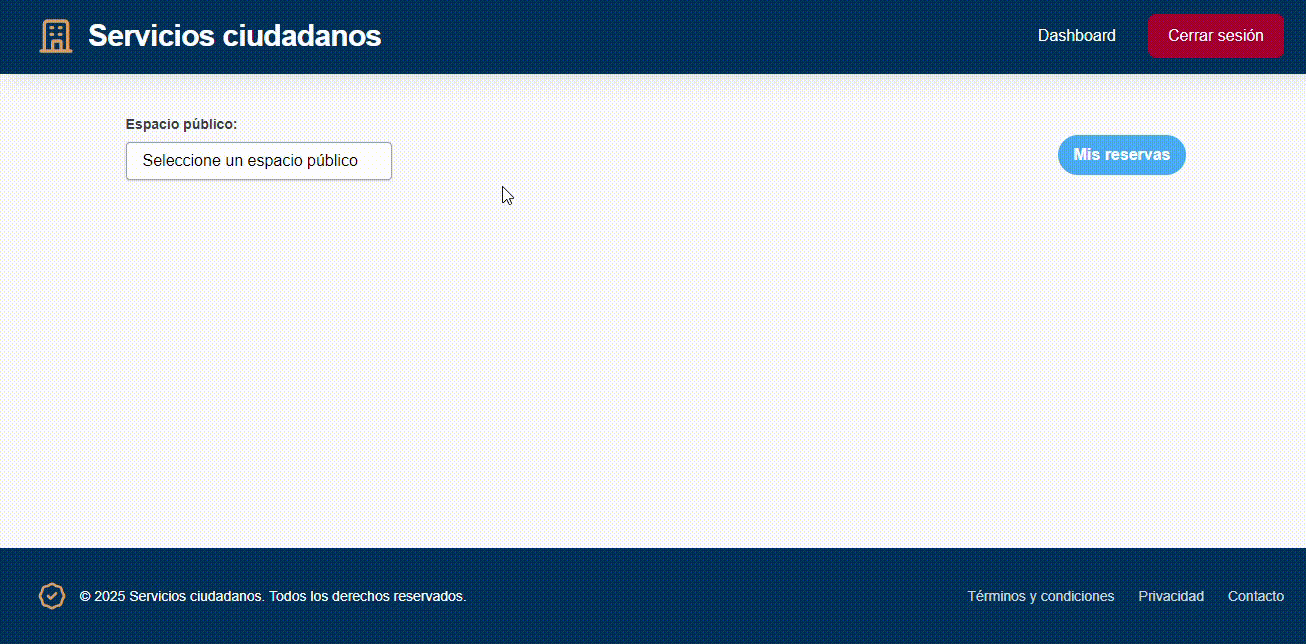 Servicios ciudadanos
Dashboard
Cerrar sesión
Espacio público:
Seleccione un espacio público
Mis reservas
© 2025 Servicios ciudadanos. Todos los derechos reservados.
Términos y condiciones
Privacidad
Contacto